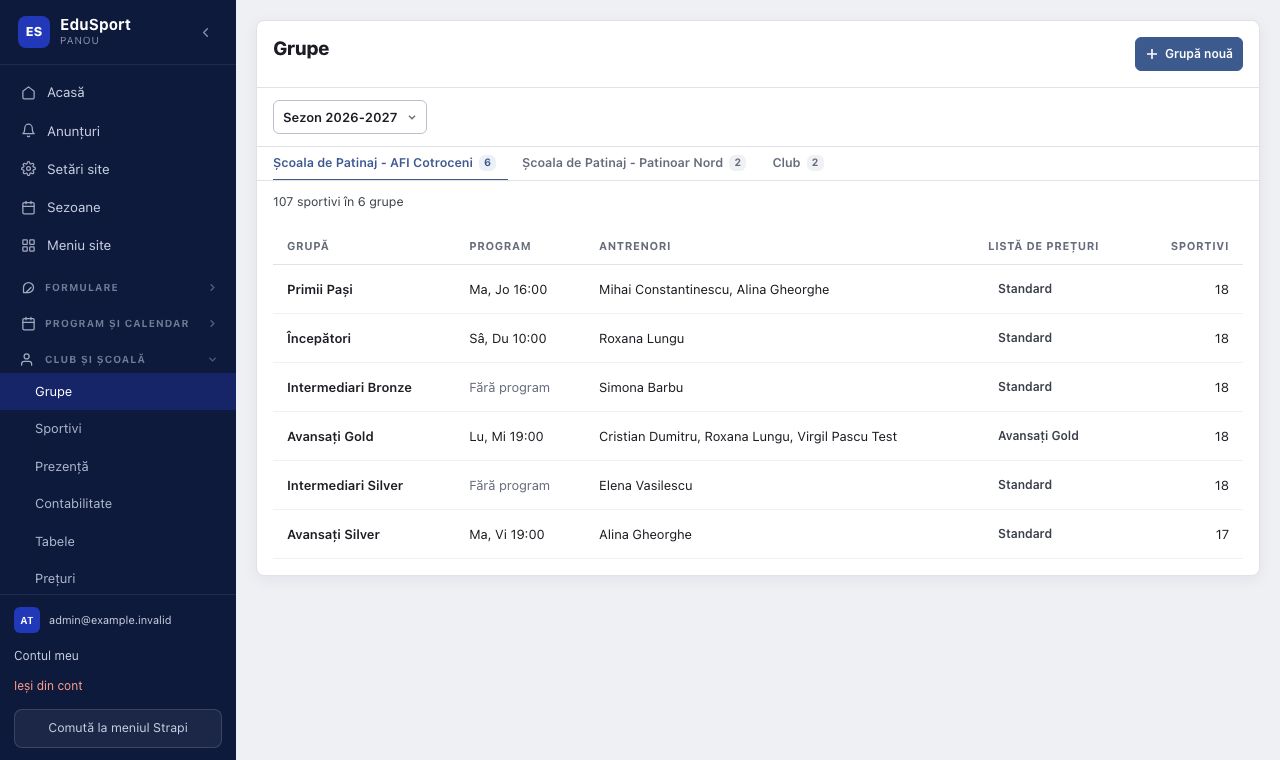 ES
EduSport
PANOU
Acasă
Anunțuri
Setări site
Sezoane
Meniu site
FORMULARE
PROGRAM ȘI CALENDAR
CLUB ȘI ȘCOALĂ
Grupe
Sportivi
Prezență
Contabilitate
Tabele
Prețuri
AT admin@example.invalid
Contul meu
Ieși din cont
Comută la meniul Strapi
Grupe
+ Grupă nouă
Sezon 2026-2027
Școala de Patinaj - AFI Cotroceni 6 Școala de Patinaj - Patinoar Nord 2 Club 2
107 sportivi în 6 grupe
GRUPĂ PROGRAM ANTRENORI LISTĂ DE PREȚURI SPORTIVI
Primii Pași Ma, Jo 16:00 Mihai Constantinescu, Alina Gheorghe Standard 18
Începători Sâ, Du 10:00 Roxana Lungu Standard 18
Intermediari Bronze Fără program Simona Barbu Standard 18
Avansați Gold Lu, Mi 19:00 Cristian Dumitru, Roxana Lungu, Virgil Pascu Test Avansați Gold 18
Intermediari Silver Fără program Elena Vasilescu Standard 18
Avansați Silver Ma, Vi 19:00 Alina Gheorghe Standard 17